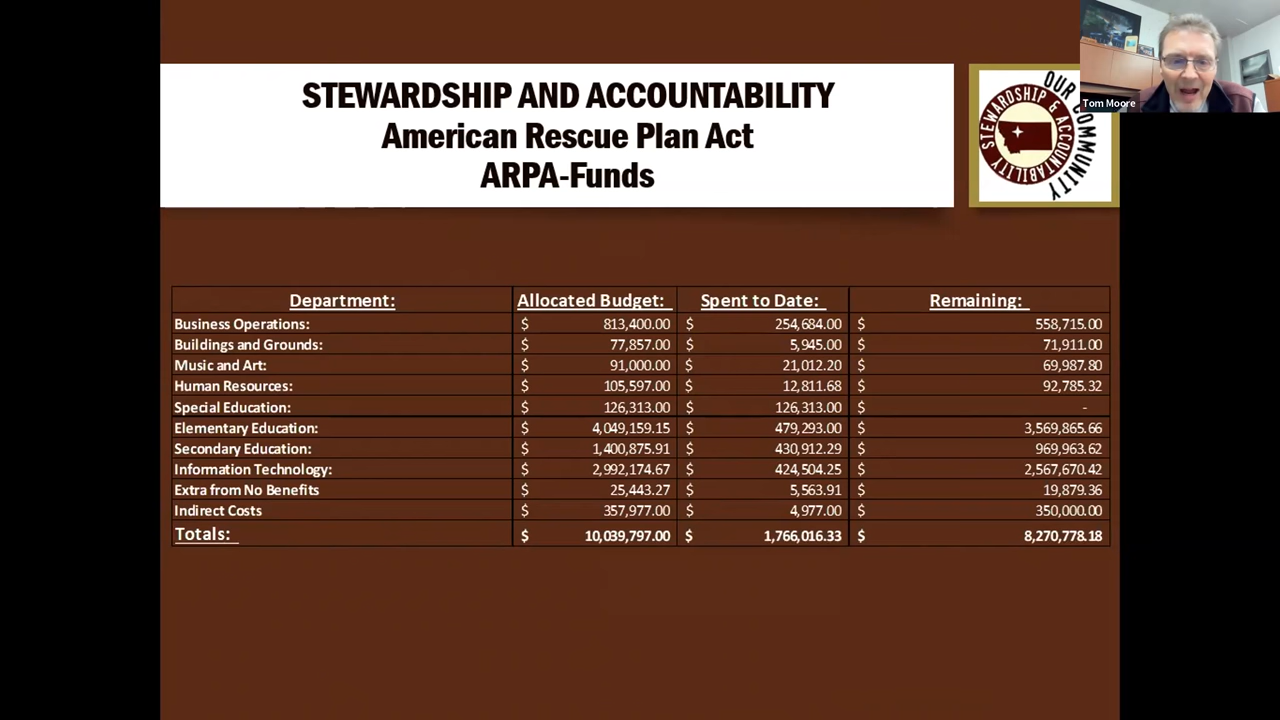 STEWARDSHIP AND ACCOUNTABILITY
American Rescue Plan Act
ARPA-Funds
OUR COMMUNITY
STEWARDSHIP & ACCOUNTABILITY
Tom Moore
Department: Allocated Budget: Spent to Date: Remaining:
Business Operations: $ 813,400.00 $ 254,684.00 $ 558,715.00
Buildings and Grounds: $ 77,857.00 $ 5,945.00 $ 71,911.00
Music and Art: $ 91,000.00 $ 21,012.20 $ 69,987.80
Human Resources: $ 105,597.00 $ 12,811.68 $ 92,785.32
Special Education: $ 126,313.00 $ 126,313.00 $ -
Elementary Education: $ 4,049,159.15 $ 479,293.00 $ 3,569,865.66
Secondary Education: $ 1,400,875.91 $ 430,912.29 $ 969,963.62
Information Technology: $ 2,992,174.67 $ 424,504.25 $ 2,567,670.42
Extra from No Benefits $ 25,443.27 $ 5,563.91 $ 19,879.36
Indirect Costs $ 357,977.00 $ 4,977.00 $ 350,000.00
Totals: $ 10,039,797.00 $ 1,766,016.33 $ 8,270,778.18